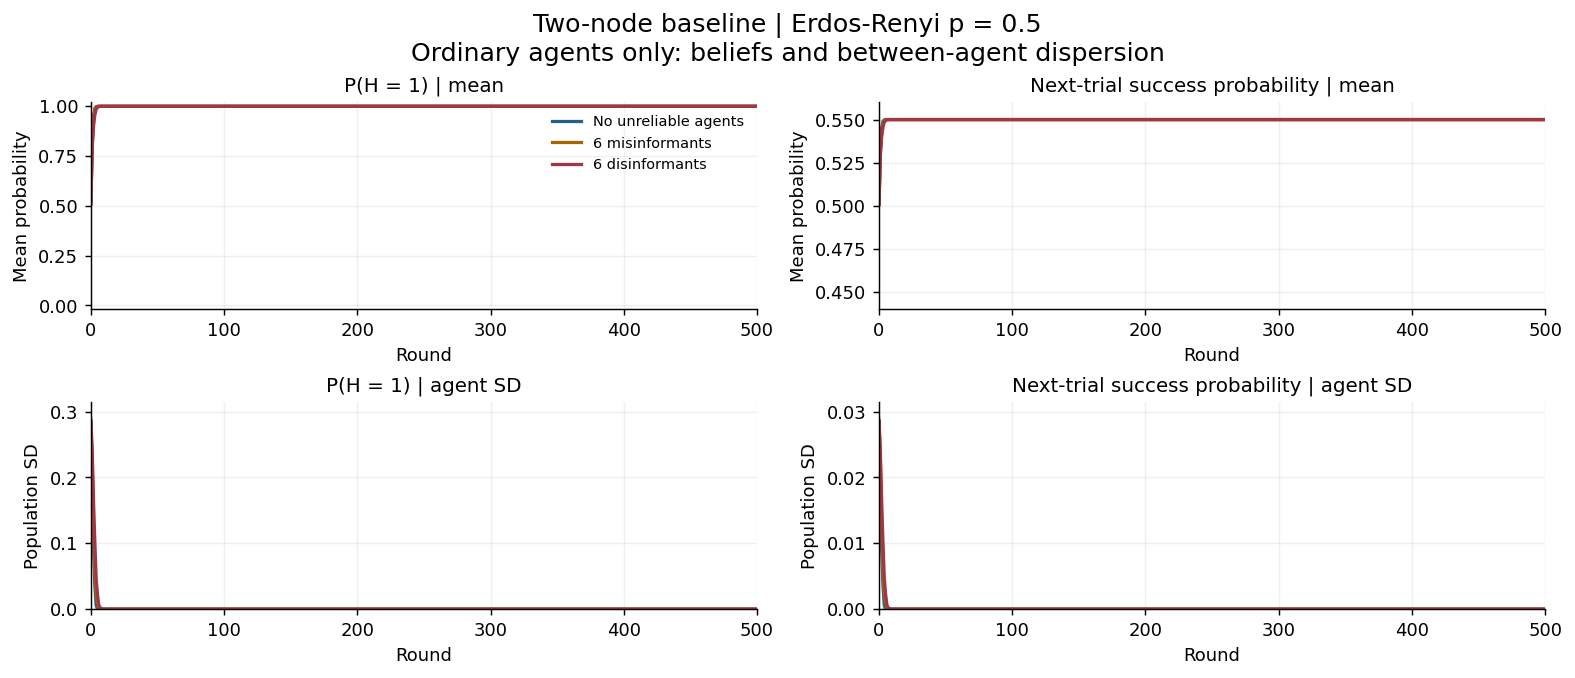 Two-node baseline | Erdos-Renyi p = 0.5
Ordinary agents only: beliefs and between-agent dispersion
P(H = 1) | mean
Mean probability
1.00
0.75
0.50
0.25
0.00
No unreliable agents
6 misinformants
6 disinformants
0 100 200 300 400 500
Round
Next-trial success probability | mean
Mean probability
0.550
0.525
0.500
0.475
0.450
0 100 200 300 400 500
Round
P(H = 1) | agent SD
Population SD
0.3
0.2
0.1
0.0
0 100 200 300 400 500
Round
Next-trial success probability | agent SD
Population SD
0.03
0.02
0.01
0.00
0 100 200 300 400 500
Round